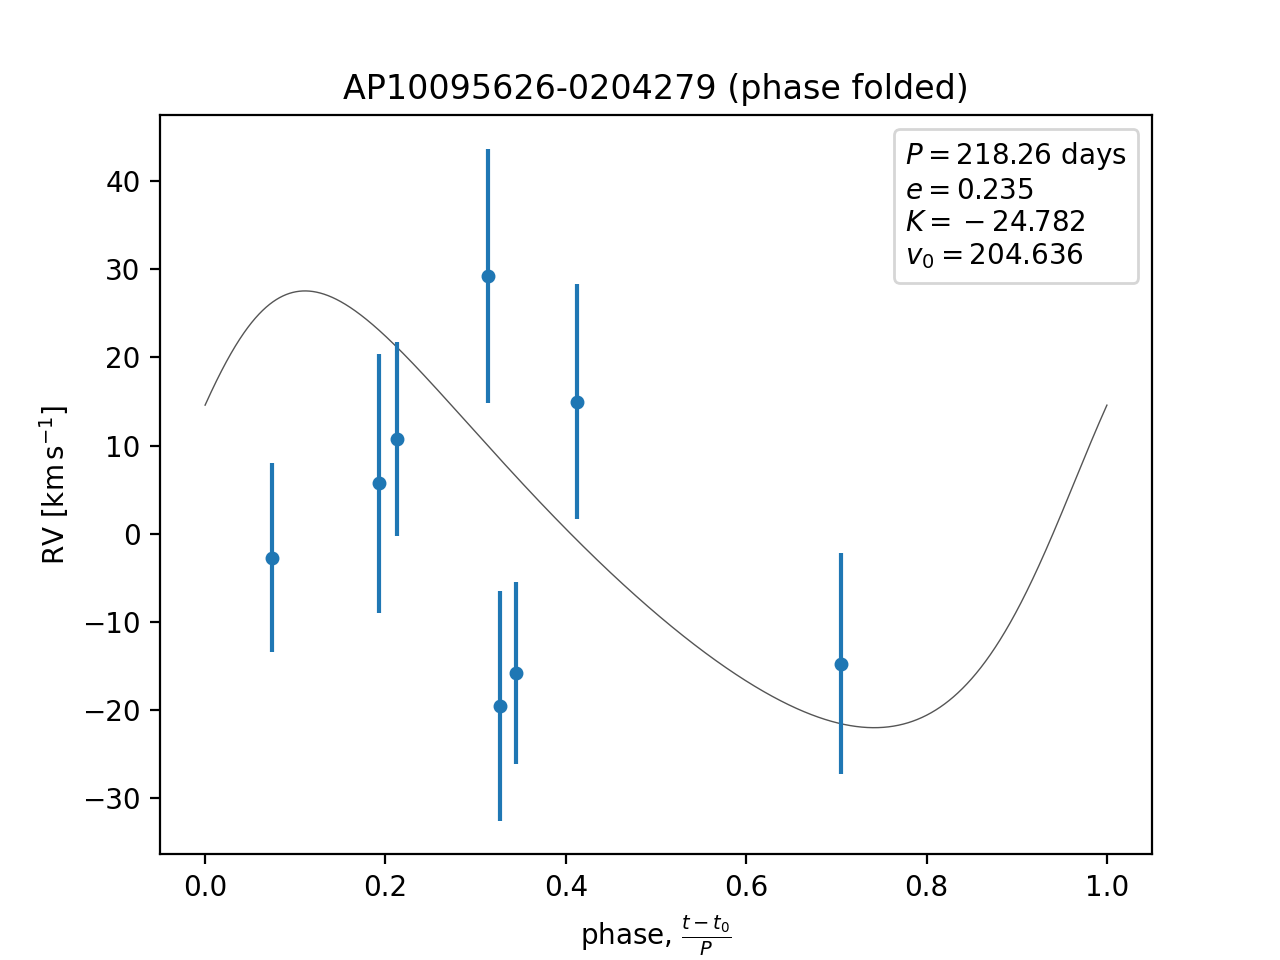 AP10095626-0204279 (phase folded)
P = 218.26 days
e = 0.235
K = −24.782
v₀ = 204.636
40
30
20
10
0
−10
−20
−30
RV [km s⁻¹]
0.0 0.2 0.4 0.6 0.8 1.0
phase, (t − t₀)/P